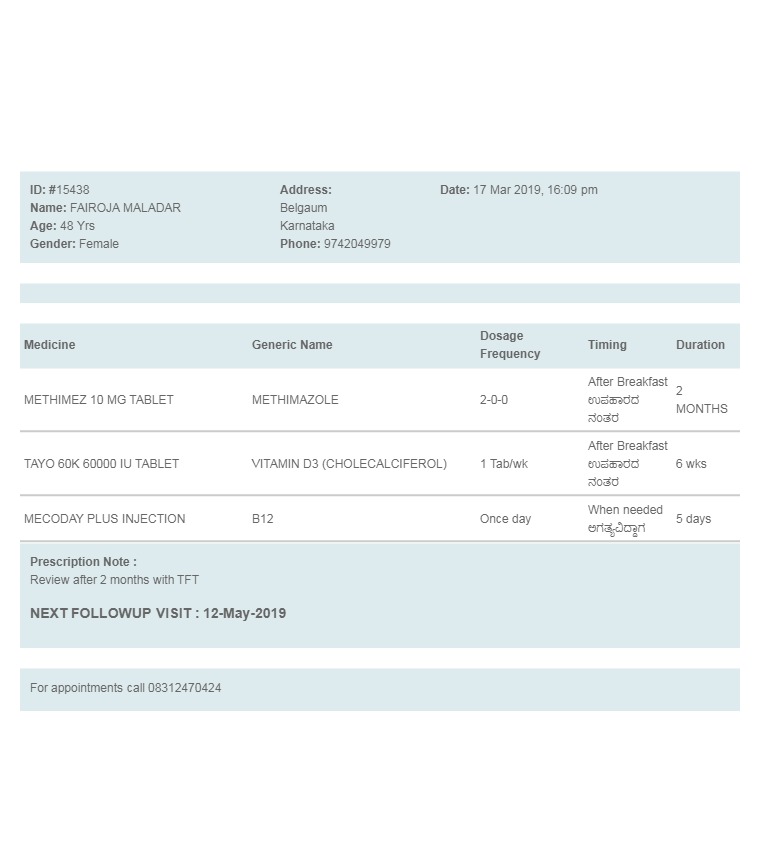 ID: #15438
Name: FAIROJA MALADAR
Age: 48 Yrs
Gender: Female
Address:
Belgaum
Karnataka
Phone: 9742049979
Date: 17 Mar 2019, 16:09 pm
Medicine Generic Name Dosage Frequency Timing Duration
METHIMEZ 10 MG TABLET METHIMAZOLE 2-0-0 After Breakfast ಉಪಹಾರದ ನಂತರ 2 MONTHS
TAYO 60K 60000 IU TABLET VITAMIN D3 (CHOLECALCIFEROL) 1 Tab/wk After Breakfast ಉಪಹಾರದ ನಂತರ 6 wks
MECODAY PLUS INJECTION B12 Once day When needed ಅಗತ್ಯವಿದ್ದಾಗ 5 days
Prescription Note :
Review after 2 months with TFT
NEXT FOLLOWUP VISIT : 12-May-2019
For appointments call 08312470424